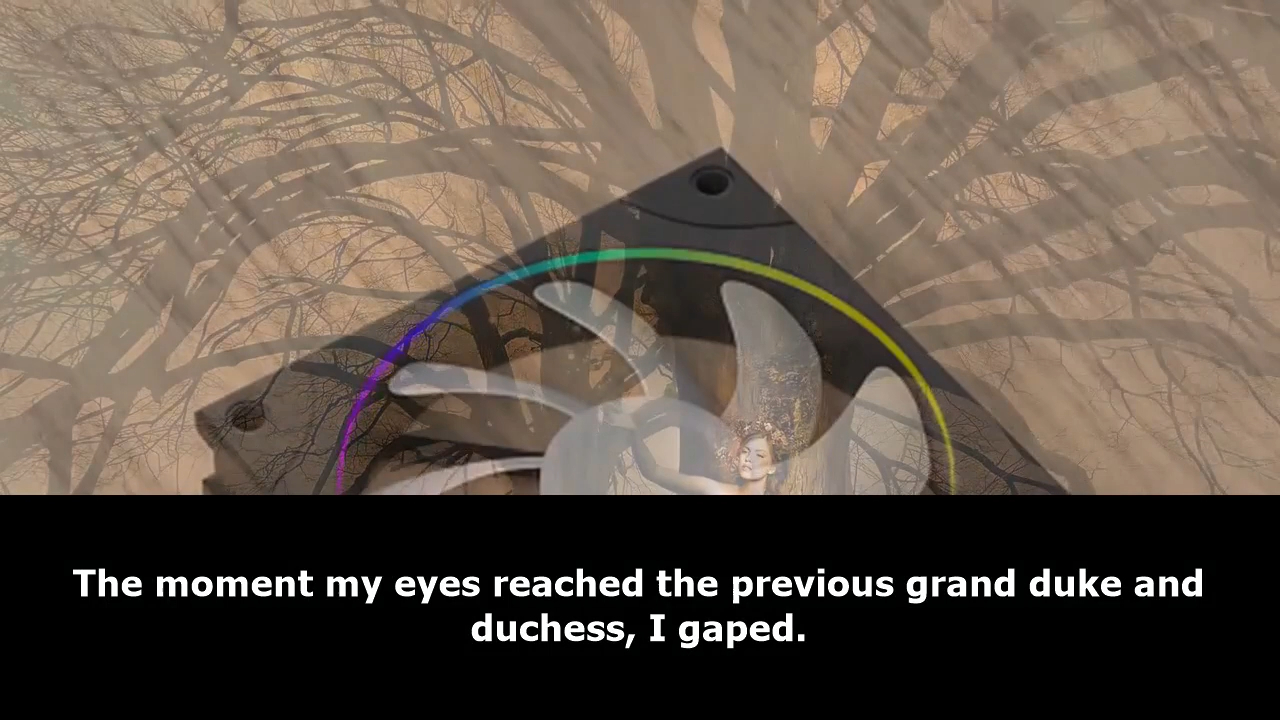 The moment my eyes reached the previous grand duke and
duchess, I gaped.